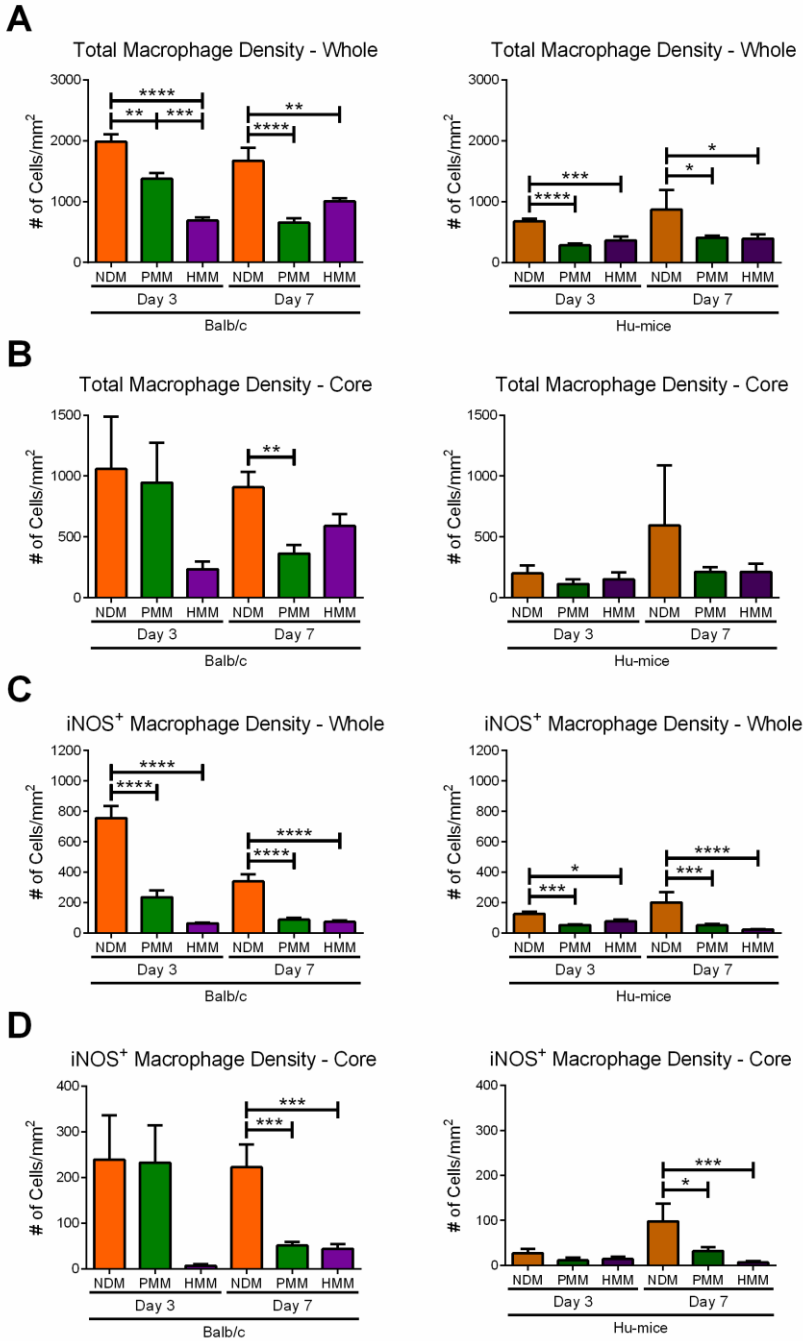 A
Total Macrophage Density - Whole
# of Cells/mm²
3000
2000
1000
0
**** 
** ***
**
****
NDM PMM HMM NDM PMM HMM
Day 3 Day 7
Balb/c
Total Macrophage Density - Whole
# of Cells/mm²
3000
2000
1000
0
***
****
*
*
NDM PMM HMM NDM PMM HMM
Day 3 Day 7
Hu-mice
B
Total Macrophage Density - Core
# of Cells/mm²
1500
1000
500
0
**
NDM PMM HMM NDM PMM HMM
Day 3 Day 7
Balb/c
Total Macrophage Density - Core
# of Cells/mm²
1500
1000
500
0
NDM PMM HMM NDM PMM HMM
Day 3 Day 7
Hu-mice
C
iNOS⁺ Macrophage Density - Whole
# of Cells/mm²
1200
1000
800
600
400
200
0
****
****
****
****
NDM PMM HMM NDM PMM HMM
Day 3 Day 7
Balb/c
iNOS⁺ Macrophage Density - Whole
# of Cells/mm²
1200
1000
800
600
400
200
0
*
***
****
***
NDM PMM HMM NDM PMM HMM
Day 3 Day 7
Hu-mice
D
iNOS⁺ Macrophage Density - Core
# of Cells/mm²
400
300
200
100
0
***
***
NDM PMM HMM NDM PMM HMM
Day 3 Day 7
Balb/c
iNOS⁺ Macrophage Density - Core
# of Cells/mm²
400
300
200
100
0
***
*
NDM PMM HMM NDM PMM HMM
Day 3 Day 7
Hu-mice